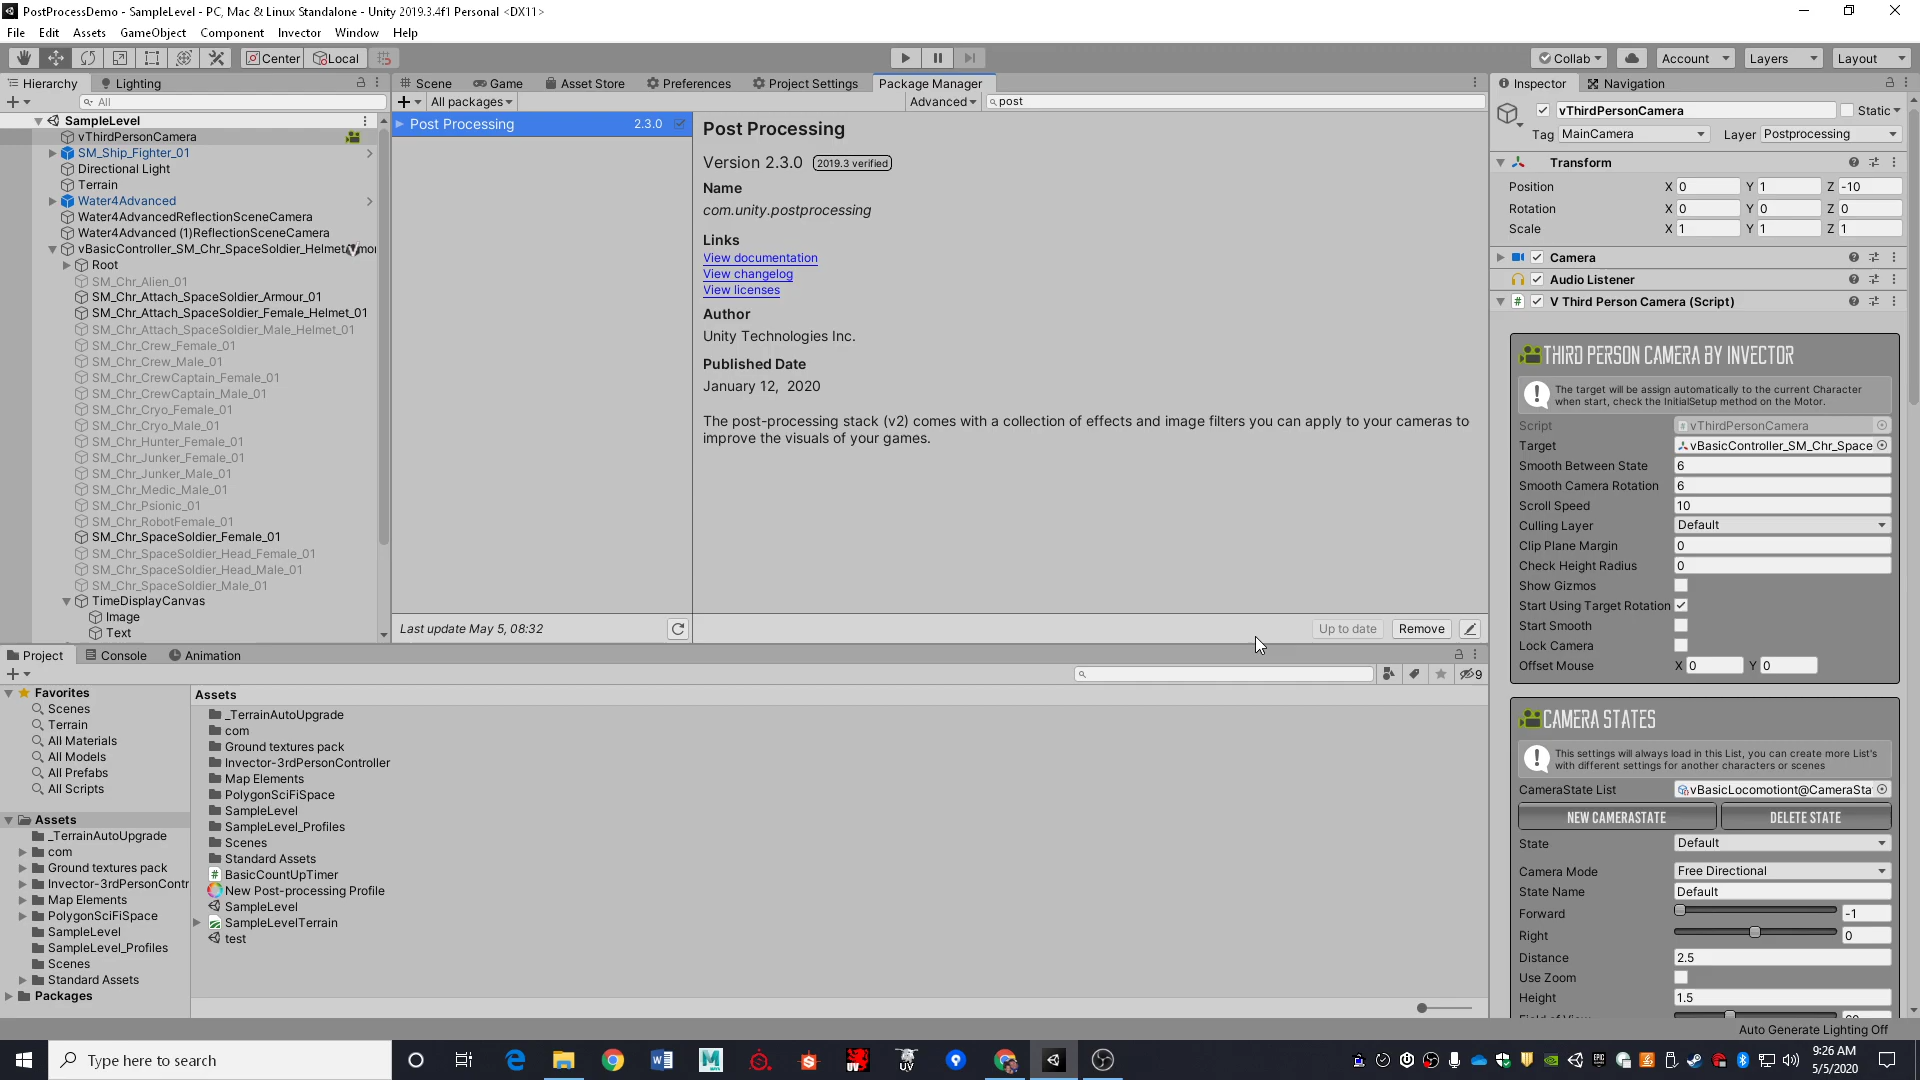 PostProcessDemo - SampleLevel - PC, Mac & Linux Standalone - Unity 2019.3.4f1 Personal <DX11>
File Edit Assets GameObject Component Invector Window Help
Center Local Collab Account Layers Layout
Hierarchy Lighting
All
SampleLevel
vThirdPersonCamera
SM_Ship_Fighter_01
Directional Light
Terrain
Water4Advanced
Water4AdvancedReflectionSceneCamera
Water4Advanced (1)ReflectionSceneCamera
vBasicController_SM_Chr_SpaceSoldier_Helmet
Root
SM_Chr_Alien_01
SM_Chr_Attach_SpaceSoldier_Armour_01
SM_Chr_Attach_SpaceSoldier_Female_Helmet_01
SM_Chr_Attach_SpaceSoldier_Male_Helmet_01
SM_Chr_Crew_Female_01
SM_Chr_Crew_Male_01
SM_Chr_CrewCaptain_Female_01
SM_Chr_CrewCaptain_Male_01
SM_Chr_Cryo_Female_01
SM_Chr_Cryo_Male_01
SM_Chr_Hunter_Female_01
SM_Chr_Junker_Female_01
SM_Chr_Junker_Male_01
SM_Chr_Medic_Male_01
SM_Chr_Psionic_01
SM_Chr_RobotFemale_01
SM_Chr_SpaceSoldier_Female_01
SM_Chr_SpaceSoldier_Head_Female_01
SM_Chr_SpaceSoldier_Head_Male_01
SM_Chr_SpaceSoldier_Male_01
TimeDisplayCanvas
Image
Text
Scene Game Asset Store Preferences Project Settings Package Manager
All packages Advanced post
Post Processing 2.3.0
Last update May 5, 08:32
Post Processing
Version 2.3.0 2019.3 verified
Name
com.unity.postprocessing
Links
View documentation
View changelog
View licenses
Author
Unity Technologies Inc.
Published Date
January 12, 2020
The post-processing stack (v2) comes with a collection of effects and image filters you can apply to your cameras to
improve the visuals of your games.
Up to date Remove
Inspector Navigation
vThirdPersonCamera Static
Tag MainCamera Layer Postprocessing
Transform
Position X 0 Y 1 Z -10
Rotation X 0 Y 0 Z 0
Scale X 1 Y 1 Z 1
Camera
Audio Listener
# V Third Person Camera (Script)
THIRD PERSON CAMERA BY INVECTOR
The target will be assign automatically to the current Character
when start, check the InitialSetup method on the Motor.
Script vThirdPersonCamera
Target vBasicController_SM_Chr_Space
Smooth Between State 6
Smooth Camera Rotation 6
Scroll Speed 10
Culling Layer Default
Clip Plane Margin 0
Check Height Radius 0
Show Gizmos
Start Using Target Rotation
Start Smooth
Lock Camera
Offset Mouse X 0 Y 0
CAMERA STATES
This settings will always load in this List, you can create more List's
with different settings for another characters or scenes
CameraState List vBasicLocomotiont@CameraSta
NEW CAMERASTATE DELETE STATE
State Default
Camera Mode Free Directional
State Name Default
Forward -1
Right 0
Distance 2.5
Use Zoom
Height 1.5
Project Console Animation
9
Favorites
Scenes
Terrain
All Materials
All Models
All Prefabs
All Scripts
Assets
_TerrainAutoUpgrade
com
Ground textures pack
Invector-3rdPersonContr
Map Elements
PolygonSciFiSpace
SampleLevel
SampleLevel_Profiles
Scenes
Standard Assets
Packages
Assets
_TerrainAutoUpgrade
com
Ground textures pack
Invector-3rdPersonController
Map Elements
PolygonSciFiSpace
SampleLevel
SampleLevel_Profiles
Scenes
Standard Assets
# BasicCountUpTimer
New Post-processing Profile
SampleLevel
SampleLevelTerrain
test
Auto Generate Lighting Off
Type here to search
9:26 AM
5/5/2020